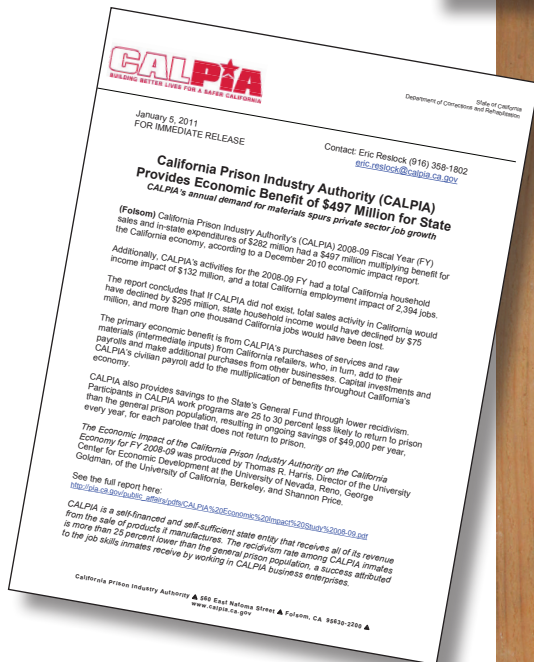 CALPIA
BUILDING BETTER LIVES FOR A SAFER CALIFORNIA
State of California
Department of Corrections and Rehabilitation
January 5, 2011
FOR IMMEDIATE RELEASE
Contact: Eric Reslock (916) 358-1802
eric.reslock@calpia.ca.gov
California Prison Industry Authority (CALPIA)
Provides Economic Benefit of $497 Million for State
CALPIA's annual demand for materials spurs private sector job growth
(Folsom) California Prison Industry Authority's (CALPIA) 2008-09 Fiscal Year (FY)
sales and in-state expenditures of $282 million had a $497 million multiplying benefit for
the California economy, according to a December 2010 economic impact report.
Additionally, CALPIA's activities for the 2008-09 FY had a total California household
income impact of $132 million, and a total California employment impact of 2,394 jobs.
The report concludes that If CALPIA did not exist, total sales activity in California would
have declined by $295 million, state household income would have declined by $75
million, and more than one thousand California jobs would have been lost.
The primary economic benefit is from CALPIA's purchases of services and raw
materials (intermediate inputs) from California retailers, who, in turn, add to their
payrolls and make additional purchases from other businesses. Capital investments and
CALPIA's civilian payroll add to the multiplication of benefits throughout California's
economy.
CALPIA also provides savings to the State's General Fund through lower recidivism.
Participants in CALPIA work programs are 25 to 30 percent less likely to return to prison
than the general prison population, resulting in ongoing savings of $49,000 per year,
every year, for each parolee that does not return to prison.
The Economic Impact of the California Prison Industry Authority on the California
Economy for FY 2008-09 was produced by Thomas R. Harris, Director of the University
Center for Economic Development at the University of Nevada, Reno, George
Goldman, of the University of California, Berkeley, and Shannon Price.
See the full report here:
http://pia.ca.gov/public_affairs/pdfs/CALPIA%20Economic%20Impact%20Study%2008-09.pdf
CALPIA is a self-financed and self-sufficient state entity that receives all of its revenue
from the sale of products it manufactures. The recidivism rate among CALPIA inmates
is more than 25 percent lower than the general prison population, a success attributed
to the job skills inmates receive by working in CALPIA business enterprises.
California Prison Industry Authority ▲ 560 East Natoma Street ▲ Folsom, CA 95630-2200 ▲
www.calpia.ca.gov